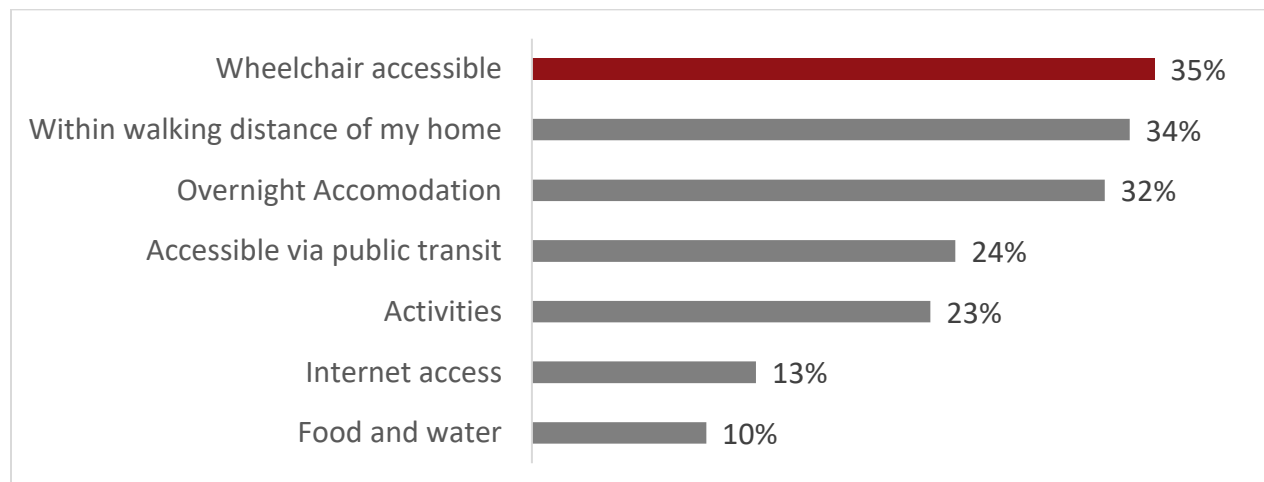 Wheelchair accessible 35%
Within walking distance of my home 34%
Overnight Accomodation 32%
Accessible via public transit 24%
Activities 23%
Internet access 13%
Food and water 10%